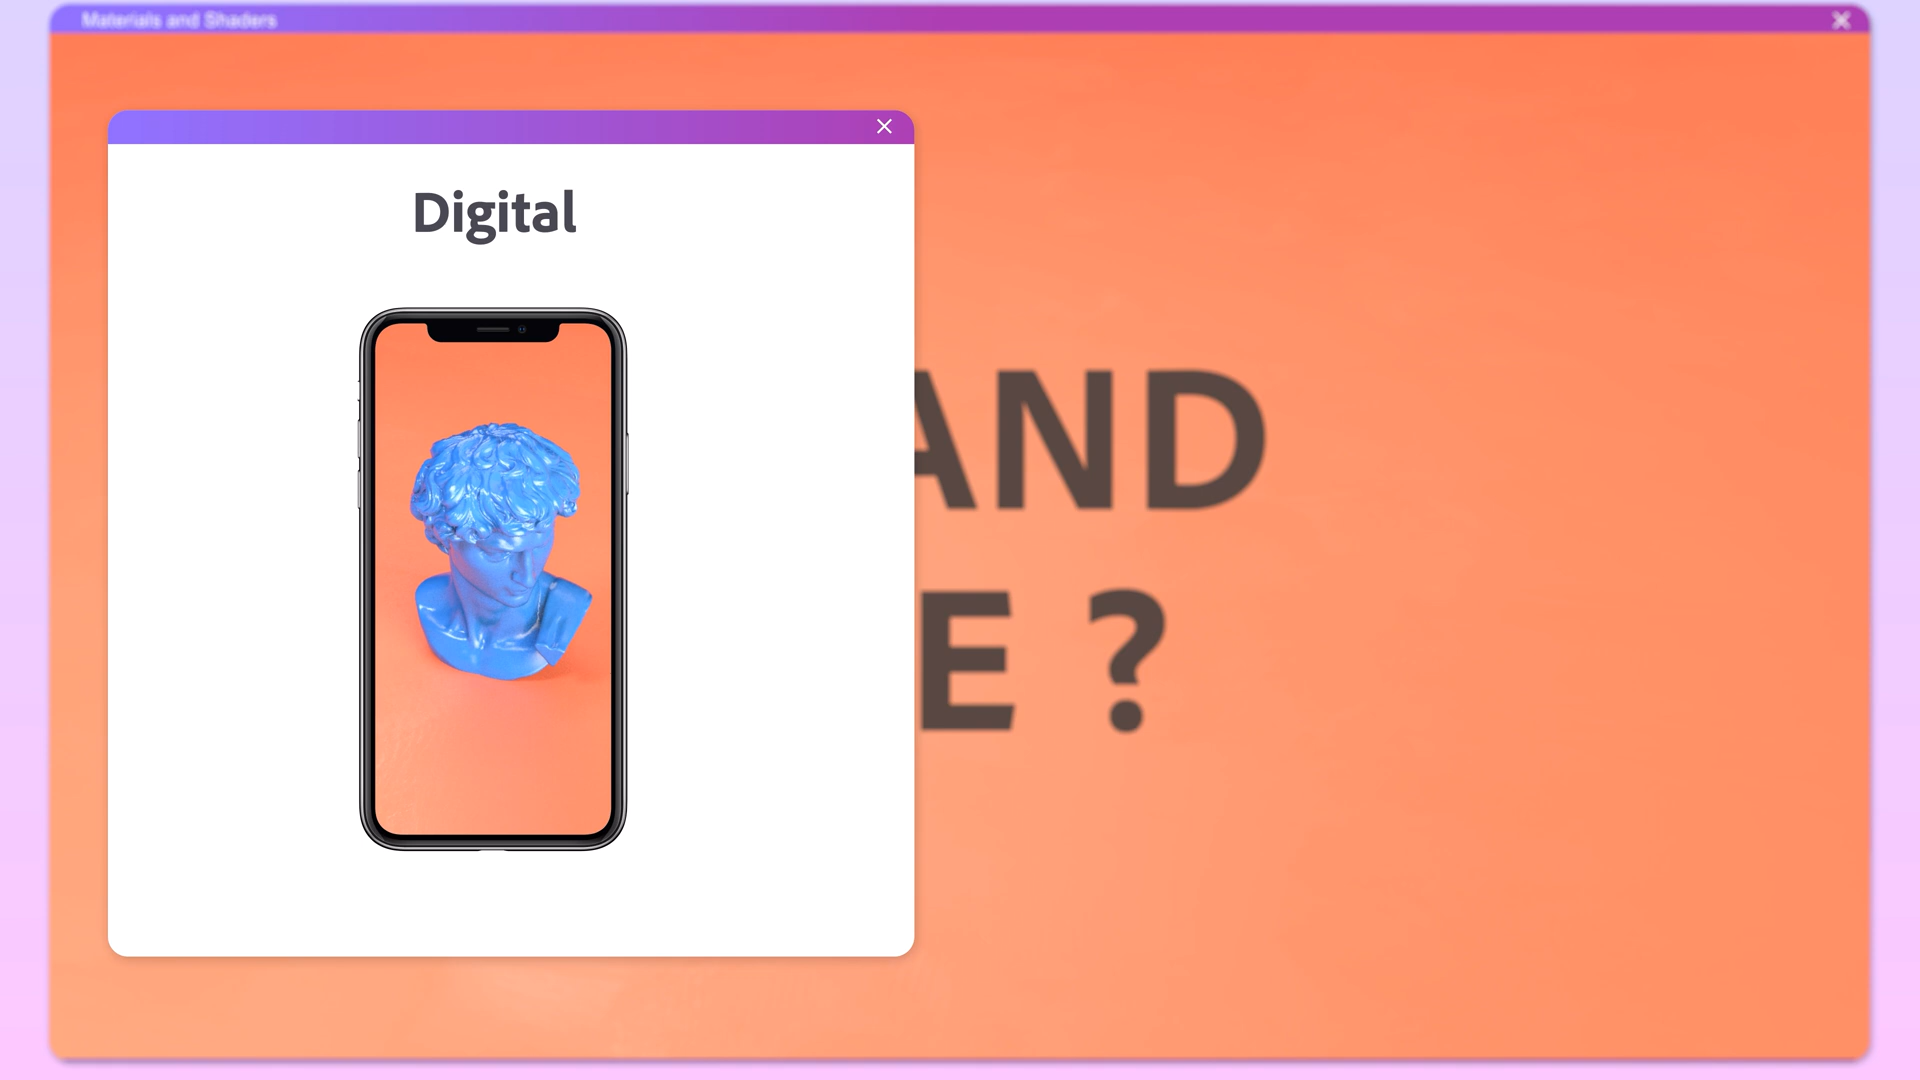 Materials and Shaders
Digital
AND
E ?